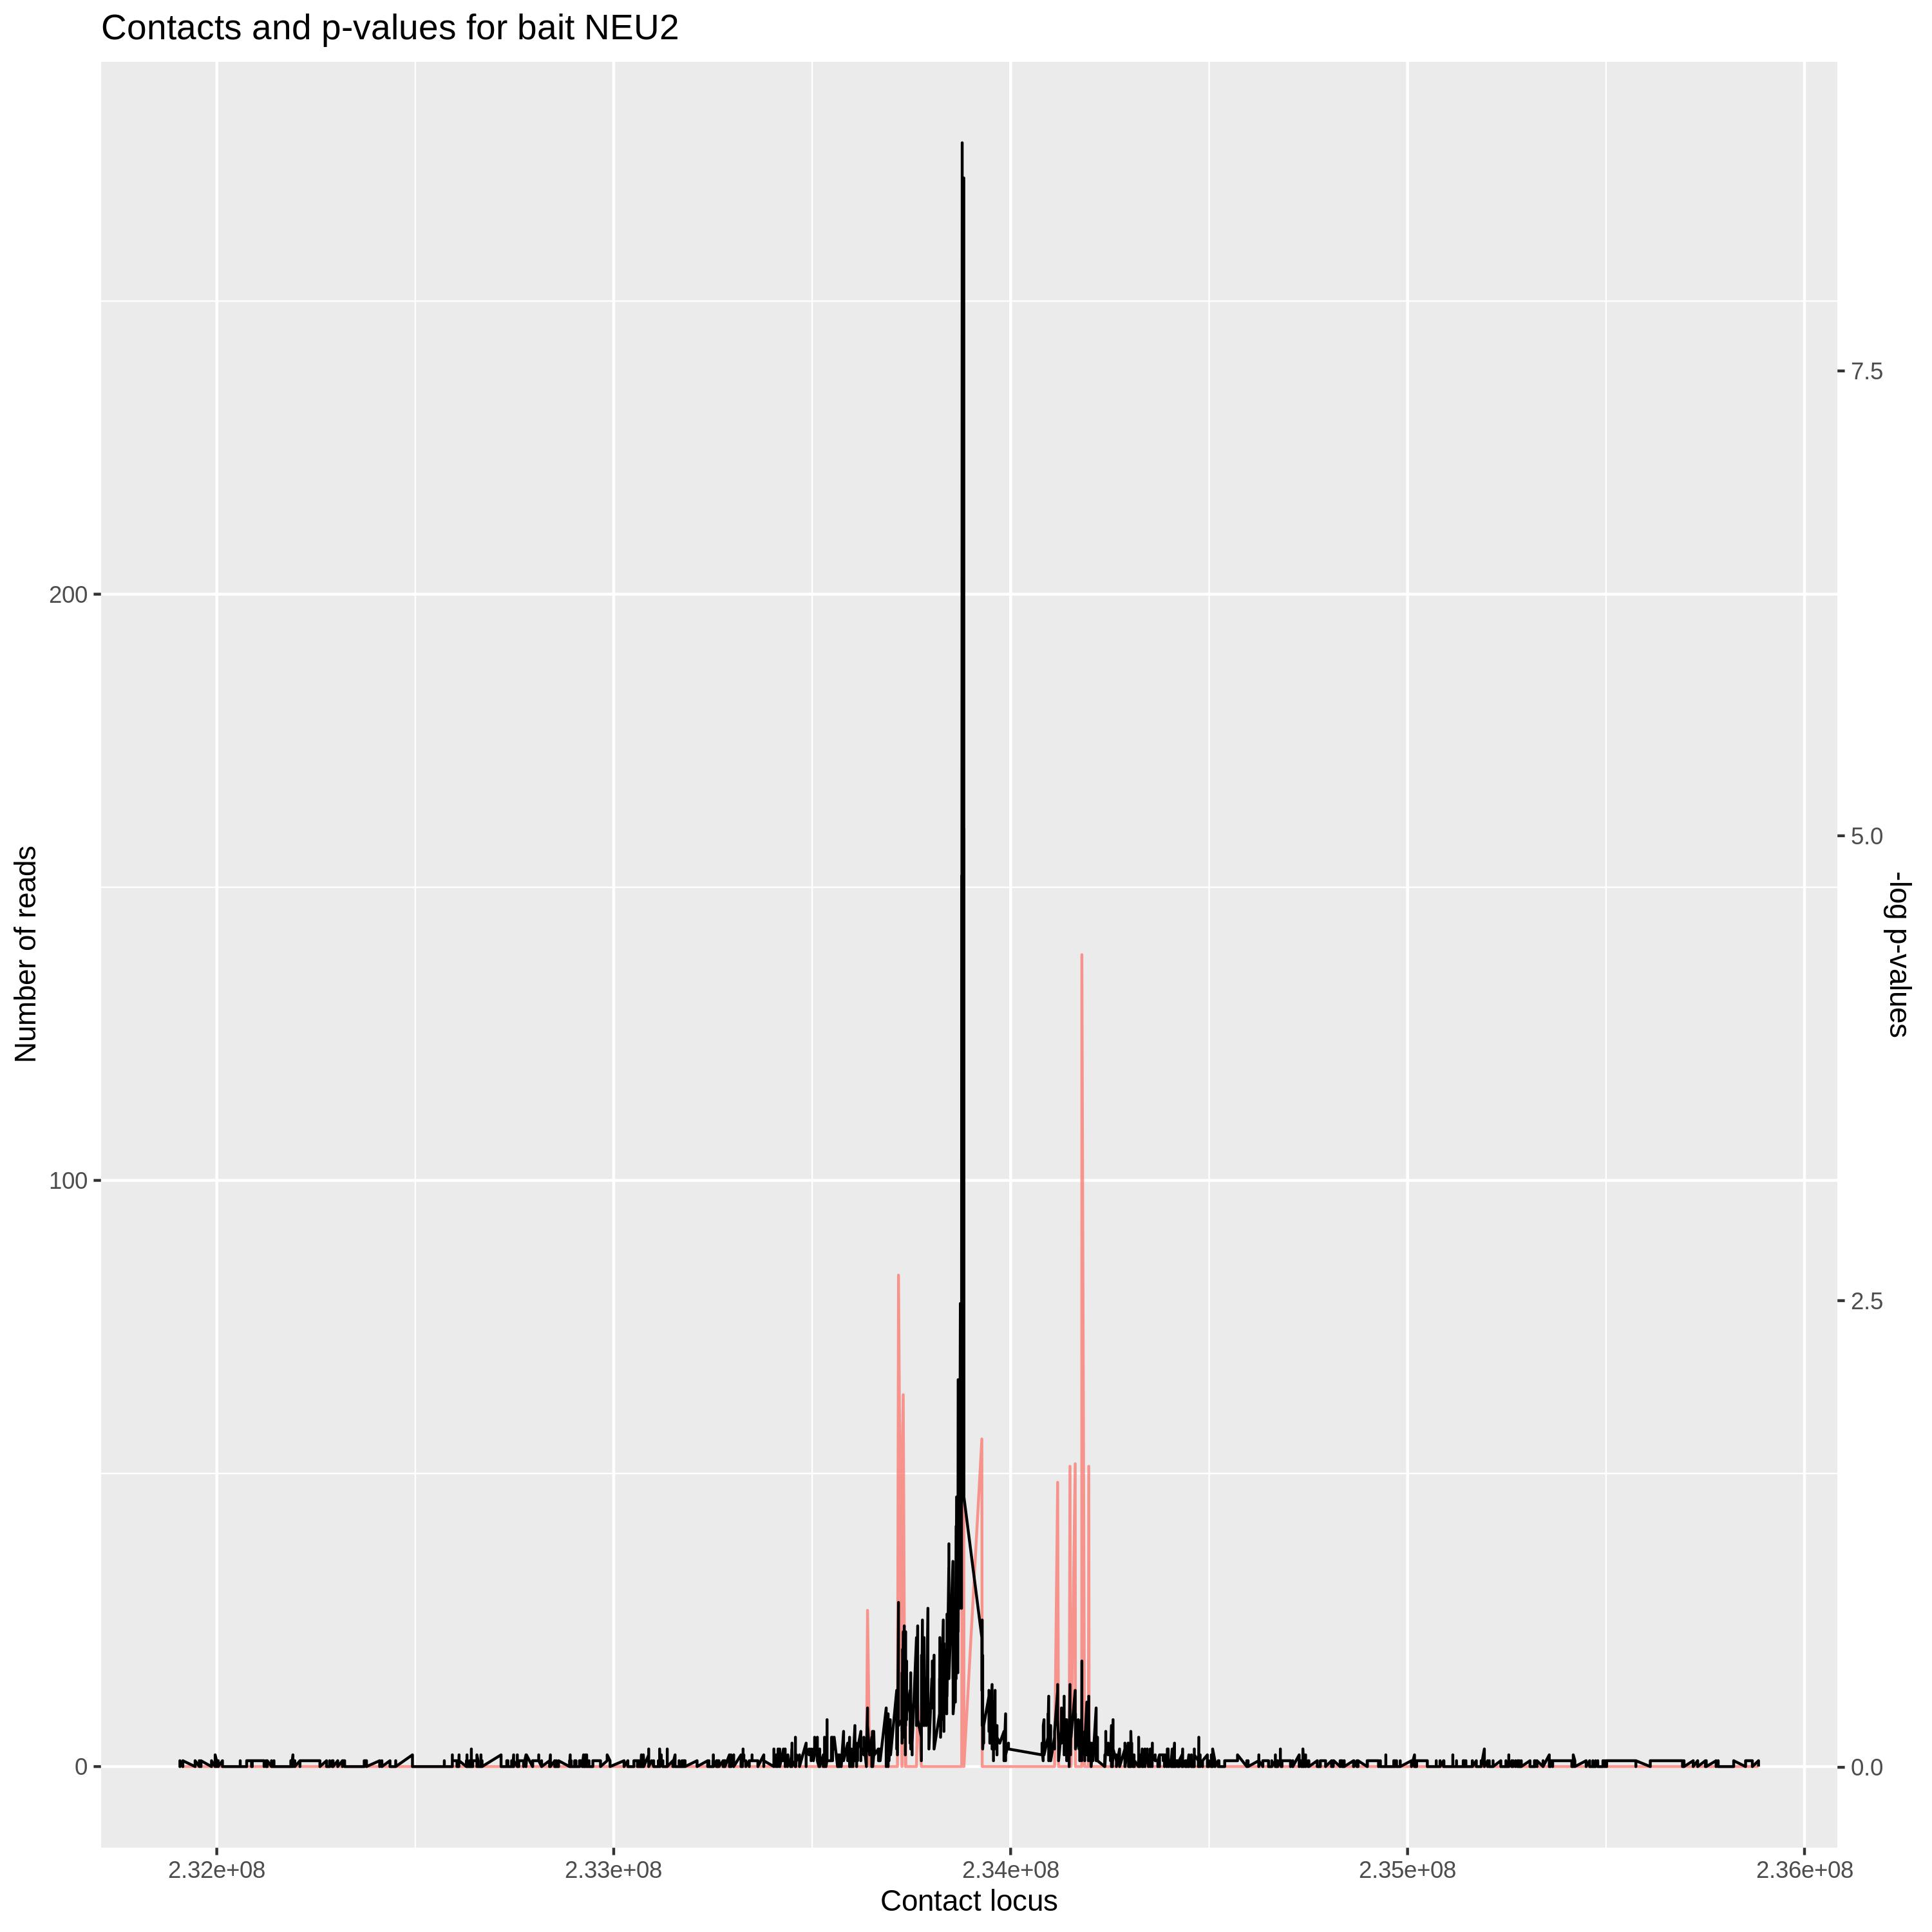 Contacts and p-values for bait NEU2
200
100
0
Number of reads
7.5
5.0
2.5
0.0
-log p-values
2.32e+08
2.33e+08
2.34e+08
2.35e+08
2.36e+08
Contact locus